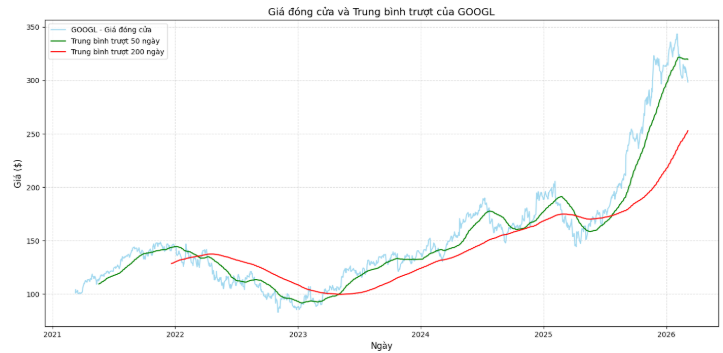 Giá đóng cửa và Trung bình trượt của GOOGL
GOOGL - Giá đóng cửa
Trung bình trượt 50 ngày
Trung bình trượt 200 ngày
Giá ($)
350
300
250
200
150
100
2021 2022 2023 2024 2025 2026
Ngày